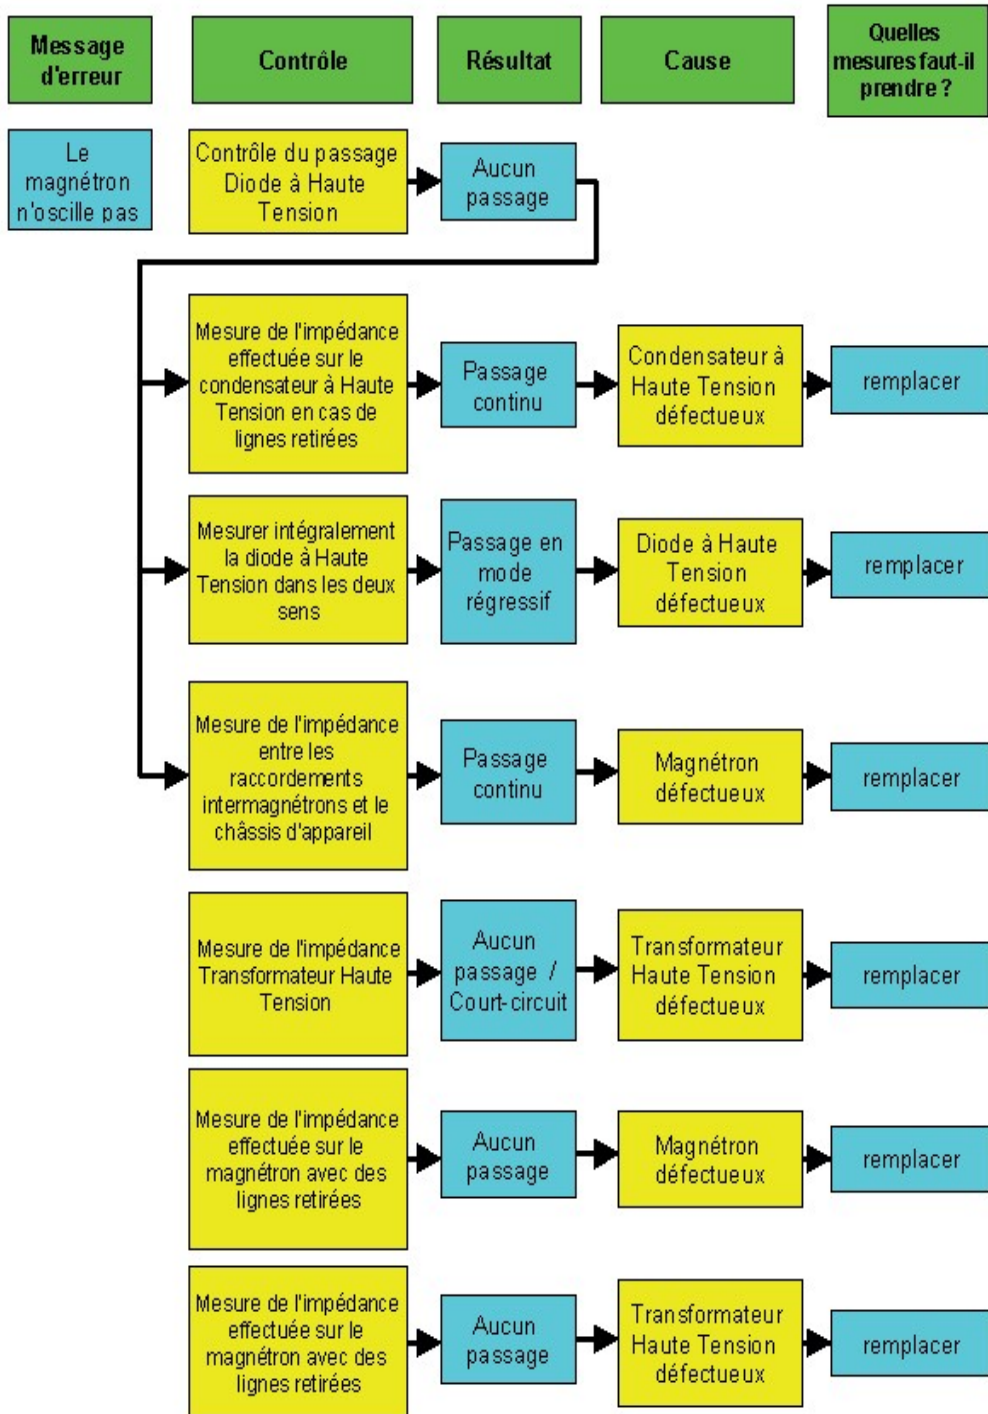 Message
d'erreur
Contrôle
Résultat
Cause
Quelles
mesures faut-il
prendre ?
Le
magnétron
n'oscille pas
Contrôle du passage
Diode à Haute
Tension
Aucun
passage
Mesure de l'impédance
effectuée sur le
condensateur à Haute
Tension en cas de
lignes retirées
Passage
continu
Condensateur à
Haute Tension
défectueux
remplacer
Mesurer intégralement
la diode à Haute
Tension dans les deux
sens
Passage en
mode
régressif
Diode à Haute
Tension
défectueux
remplacer
Mesure de l'impédance
entre les
raccordements
intermagnétrons et le
châssis d'appareil
Passage
continu
Magnétron
défectueux
remplacer
Mesure de l'impédance
Transformateur Haute
Tension
Aucun
passage /
Court-circuit
Transformateur
Haute Tension
défectueux
remplacer
Mesure de l'impédance
effectuée sur le
magnétron avec des
lignes retirées
Aucun
passage
Magnétron
défectueux
remplacer
Mesure de l'impédance
effectuée sur le
magnétron avec des
lignes retirées
Aucun
passage
Transformateur
Haute Tension
défectueux
remplacer